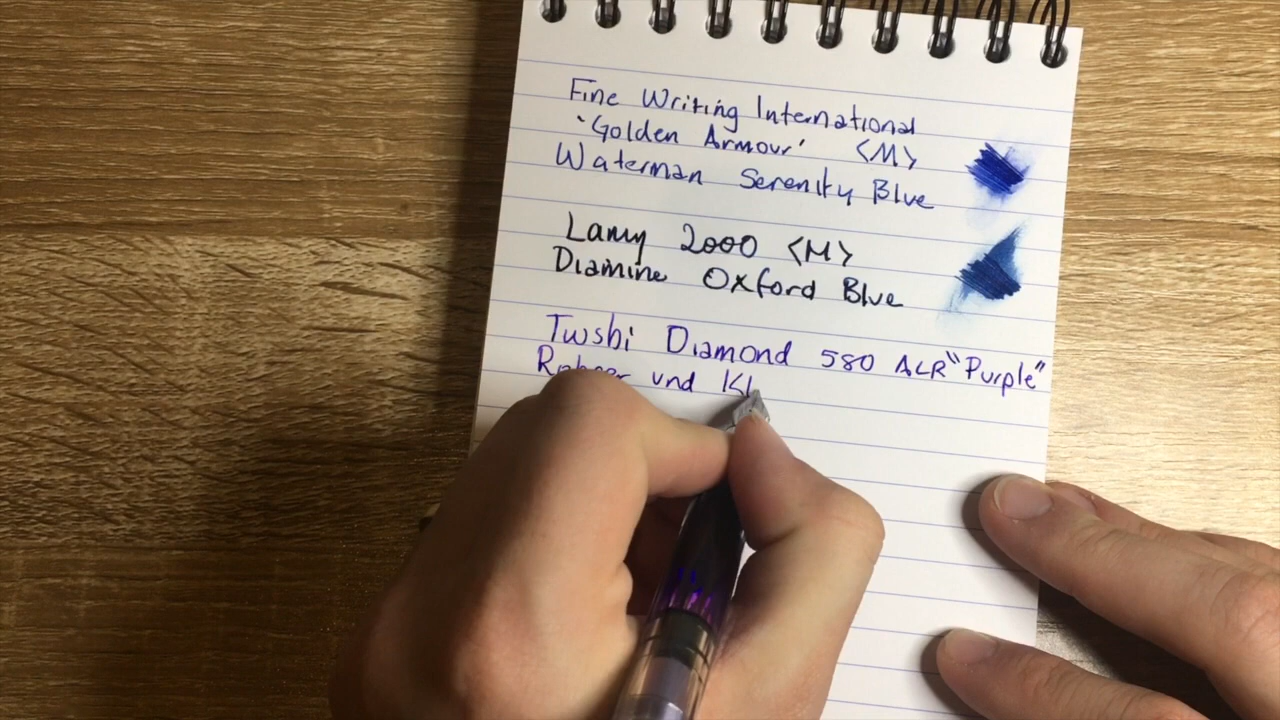 Fine Writing International
'Golden Armour' <M>
Waterman Serenity Blue
Lamy 2000 <M>
Diamine Oxford Blue
Twsbi Diamond 580 ALR "Purple"
und Kl